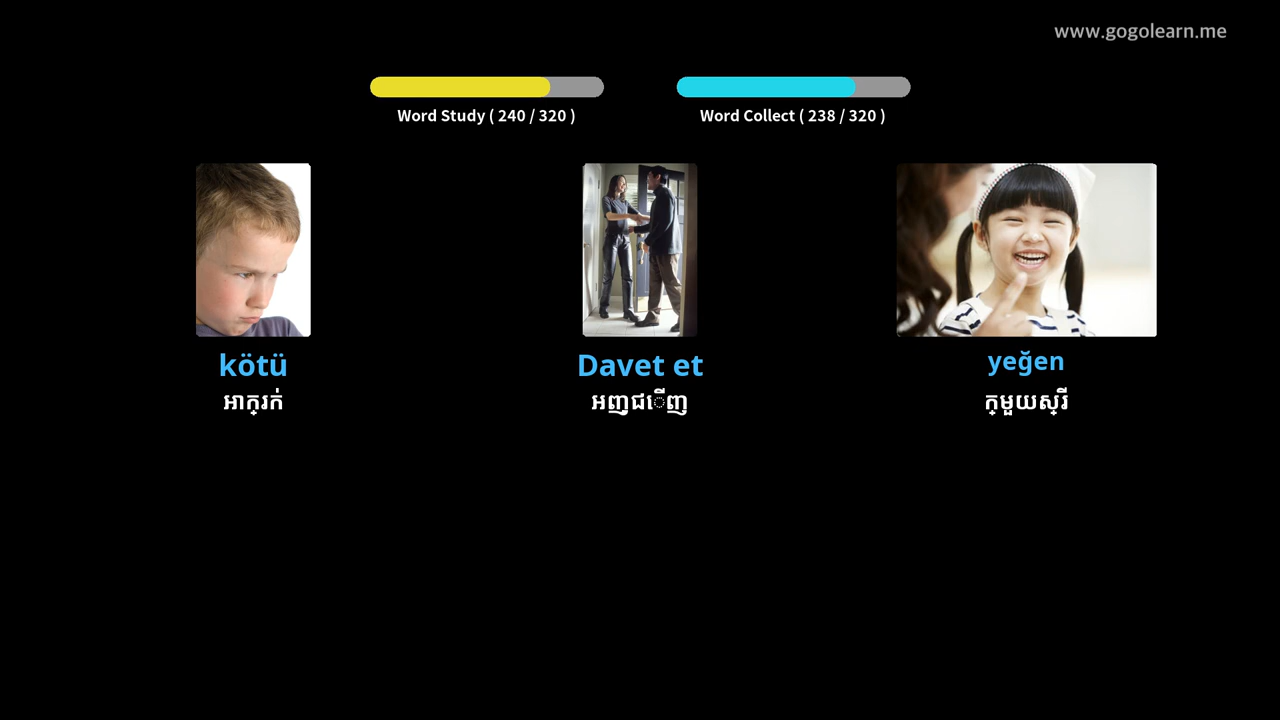 www.gogolearn.me
Word Study ( 240 / 320 )
Word Collect ( 238 / 320 )
kötü
Davet et
yeğen
អាក្រក់
អញ្ជើញ
ក្មួយស្រី